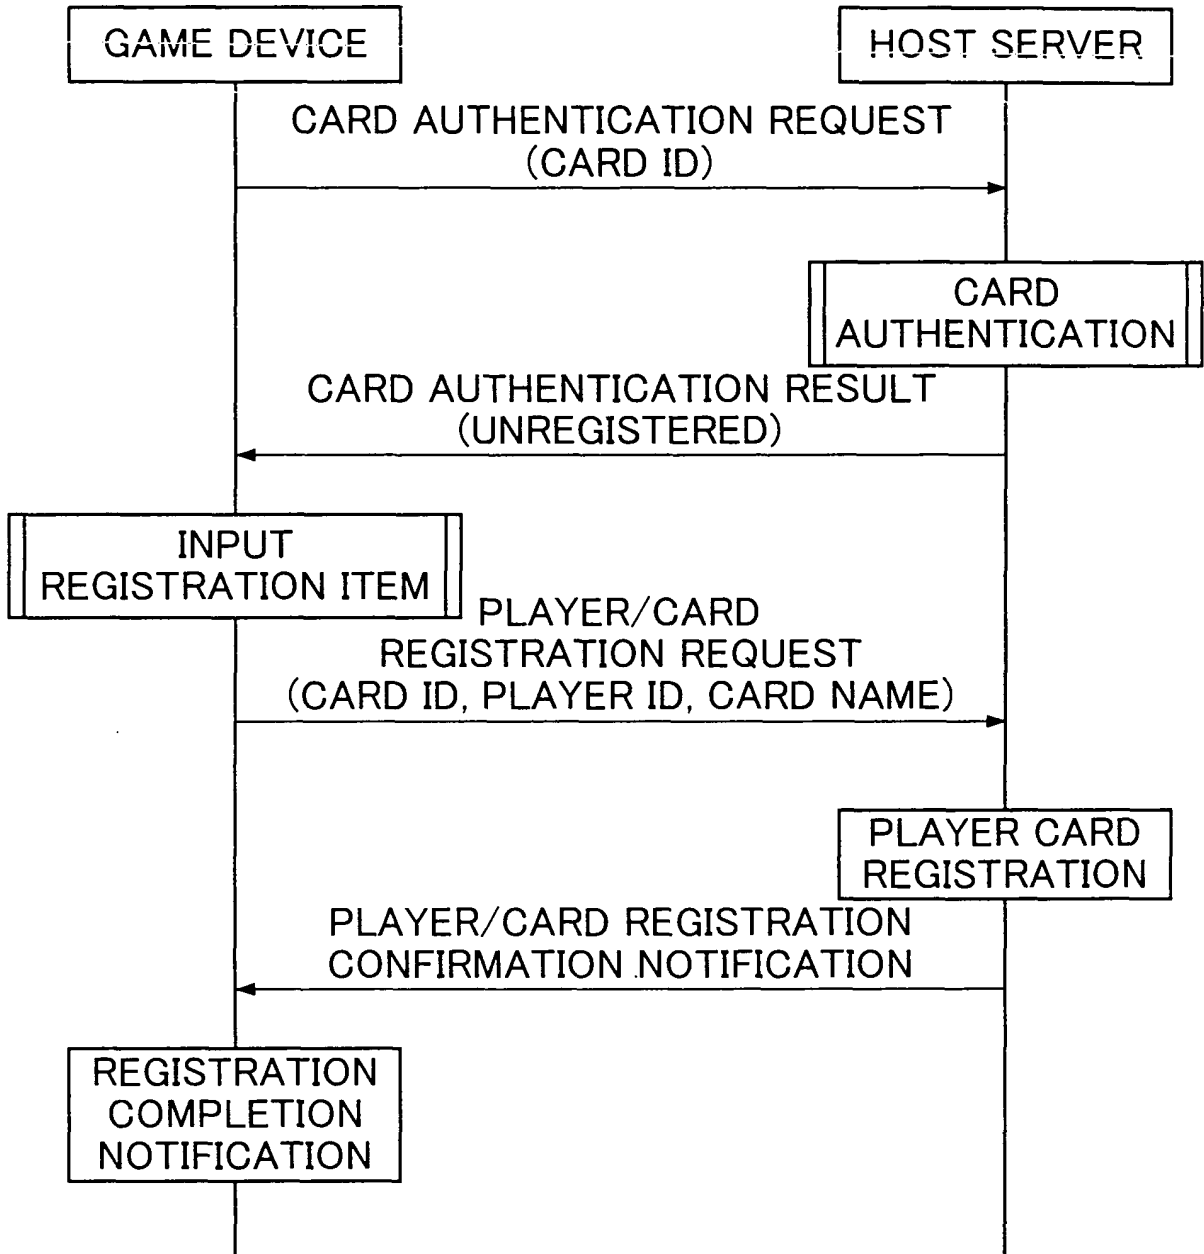 GAME DEVICE
HOST SERVER
CARD AUTHENTICATION REQUEST
(CARD ID)
CARD
AUTHENTICATION
CARD AUTHENTICATION RESULT
(UNREGISTERED)
INPUT
REGISTRATION ITEM
PLAYER/CARD
REGISTRATION REQUEST
(CARD ID, PLAYER ID, CARD NAME)
PLAYER CARD
REGISTRATION
PLAYER/CARD REGISTRATION
CONFIRMATION NOTIFICATION
REGISTRATION
COMPLETION
NOTIFICATION